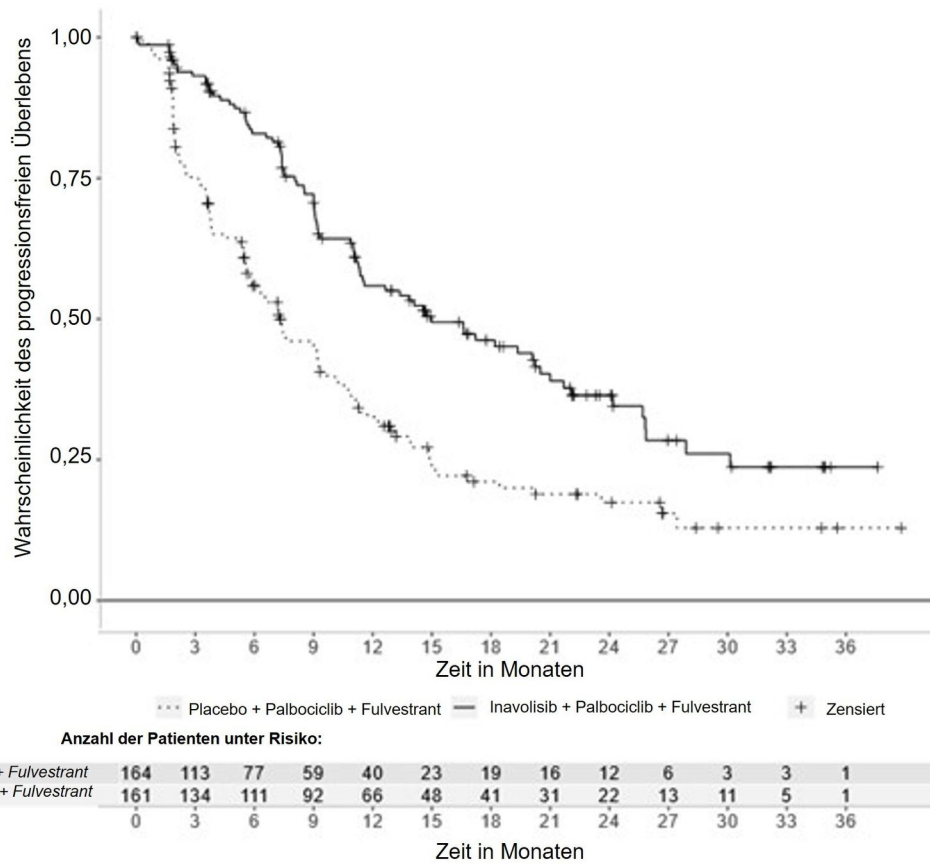 Wahrscheinlichkeit des progressionsfreien Überlebens
1,00
0,75
0,50
0,25
0,00
0 3 6 9 12 15 18 21 24 27 30 33 36
Zeit in Monaten
Placebo + Palbociclib + Fulvestrant Inavolisib + Palbociclib + Fulvestrant Zensiert
Anzahl der Patienten unter Risiko:
+ Fulvestrant 164 113 77 59 40 23 19 16 12 6 3 3 1
+ Fulvestrant 161 134 111 92 66 48 41 31 22 13 11 5 1
0 3 6 9 12 15 18 21 24 27 30 33 36
Zeit in Monaten